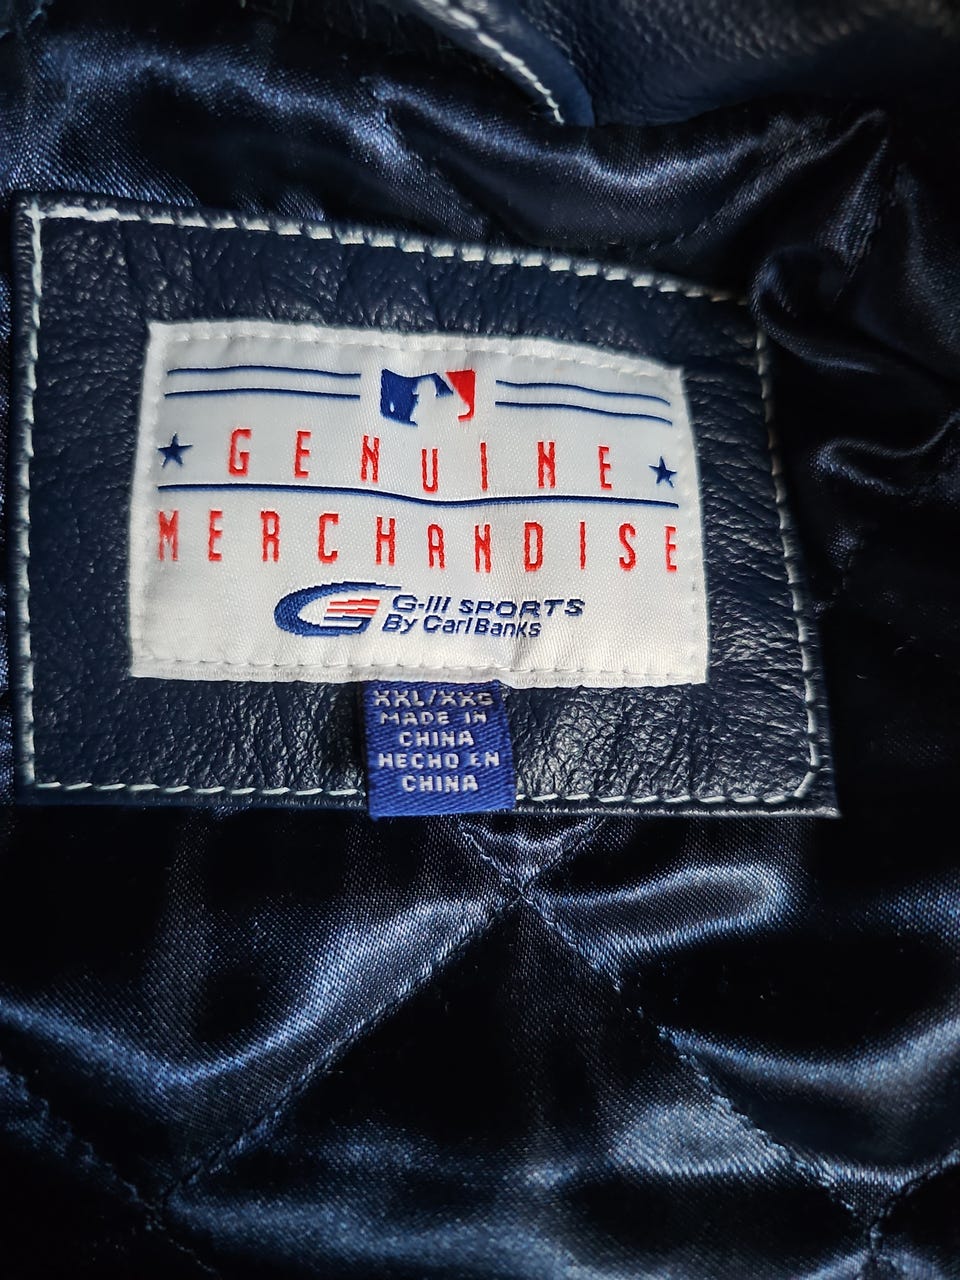 GENUINE
MERCHANDISE
G-III SPORTS
By Carl Banks
XXL/XXG
MADE IN
CHINA
HECHO EN
CHINA